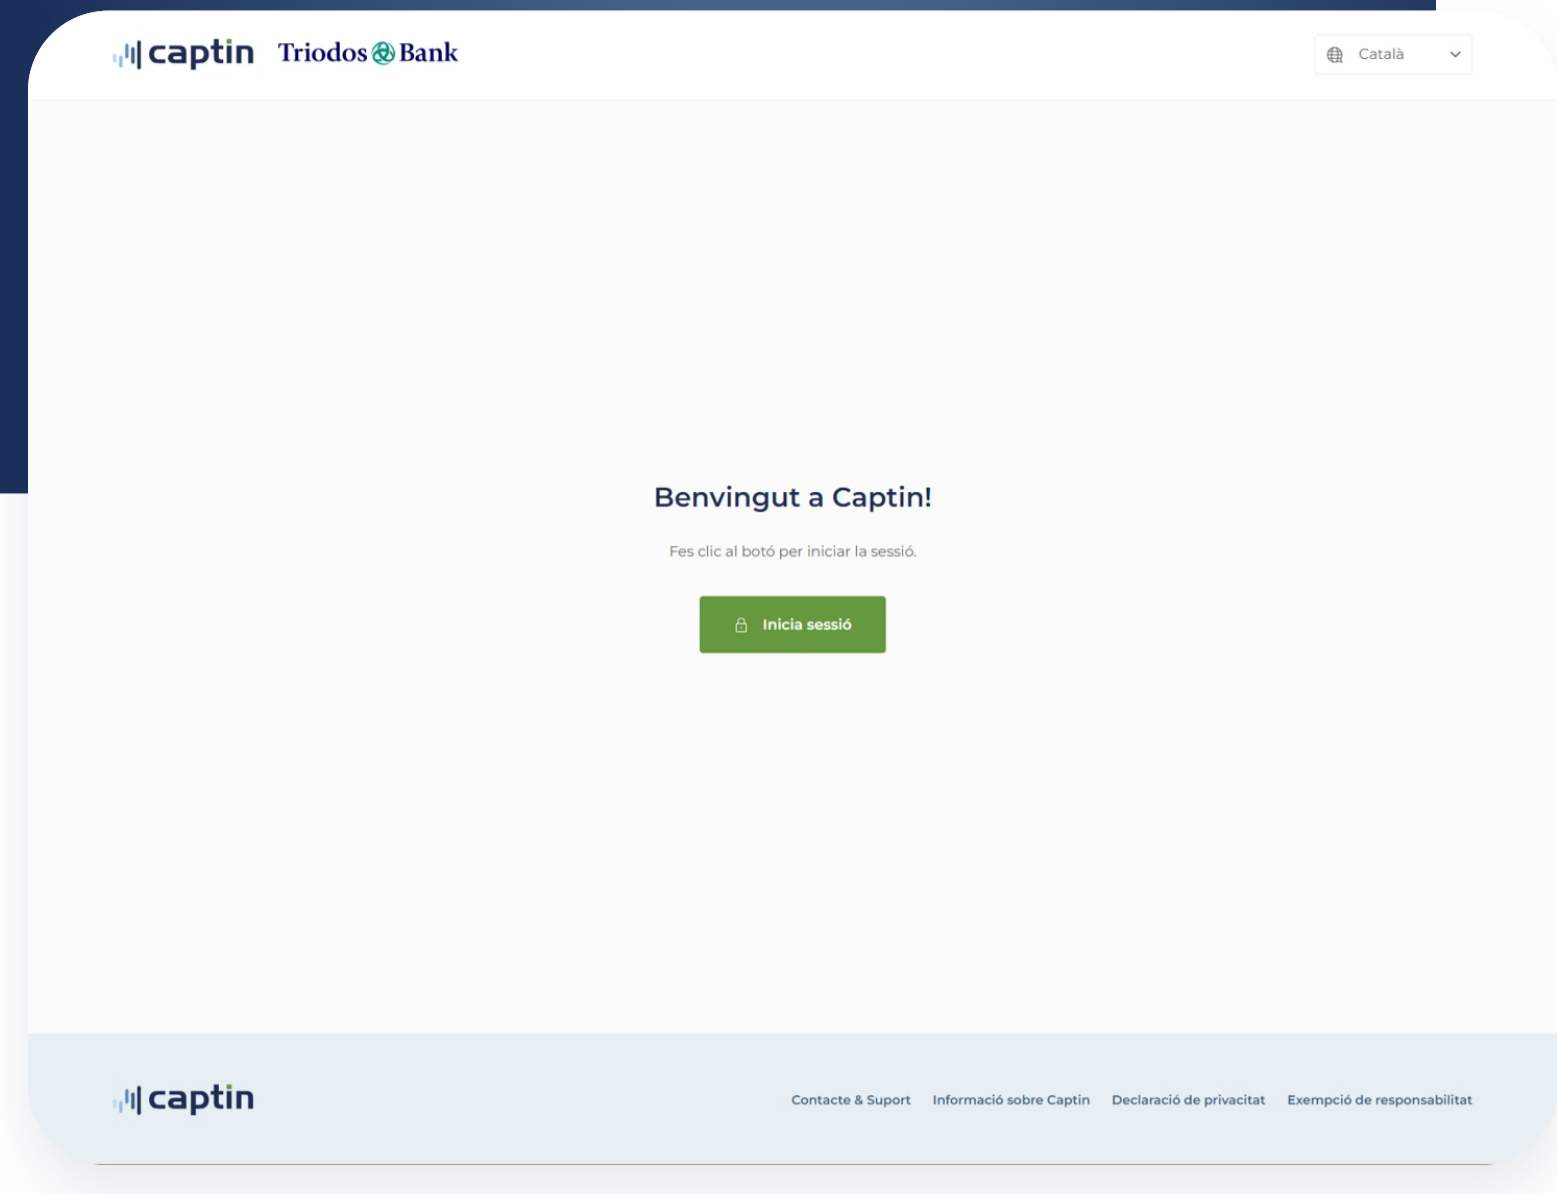 captin Triodos Bank
Català
Benvingut a Captin!
Fes clic al botó per iniciar la sessió.
Inicia sessió
captin
Contacte & Suport Informació sobre Captin Declaració de privacitat Exempció de responsabilitat